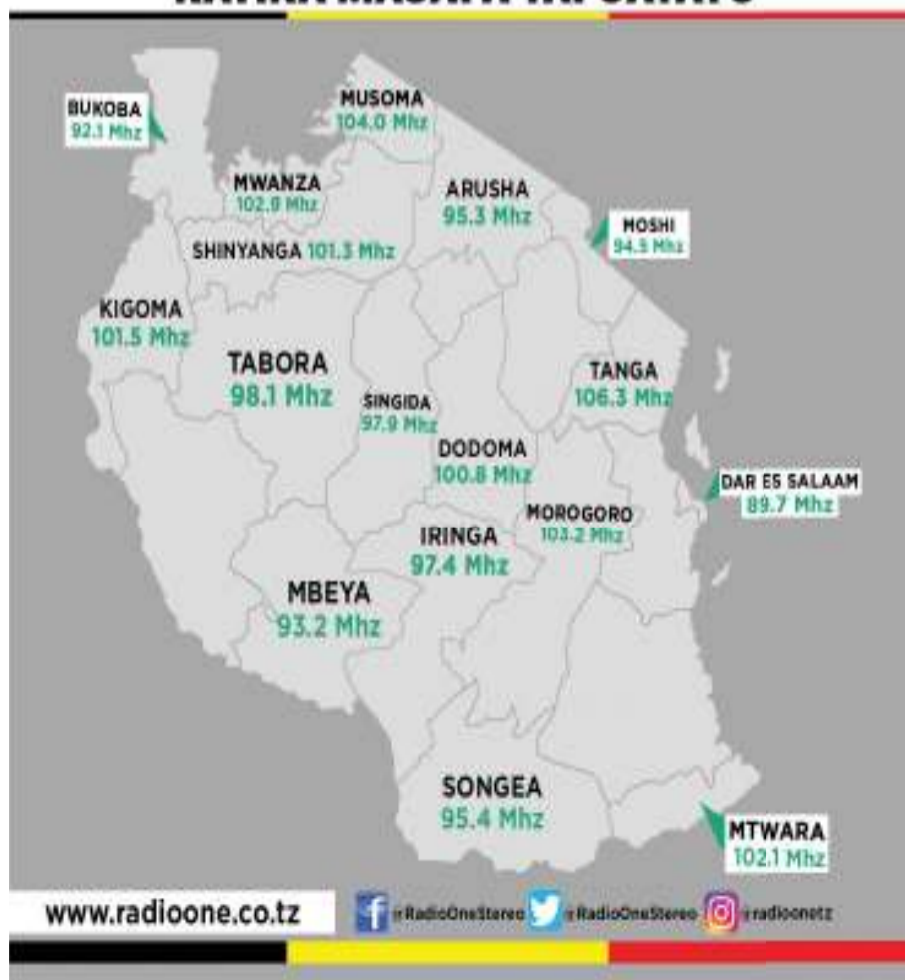 BUKOBA
92.1 Mhz
MUSOMA
104.0 Mhz
MWANZA
102.9 Mhz
ARUSHA
95.3 Mhz
MOSHI
94.5 Mhz
SHINYANGA 101.3 Mhz
KIGOMA
101.5 Mhz
TABORA
98.1 Mhz
SINGIDA
97.9 Mhz
TANGA
106.3 Mhz
DODOMA
100.8 Mhz
DAR ES SALAAM
89.7 Mhz
MOROGORO
103.2 Mhz
IRINGA
97.4 Mhz
MBEYA
93.2 Mhz
SONGEA
95.4 Mhz
MTWARA
102.1 Mhz
www.radioone.co.tz
@RadioOneStereo
@RadioOneStereo
@radioonetz